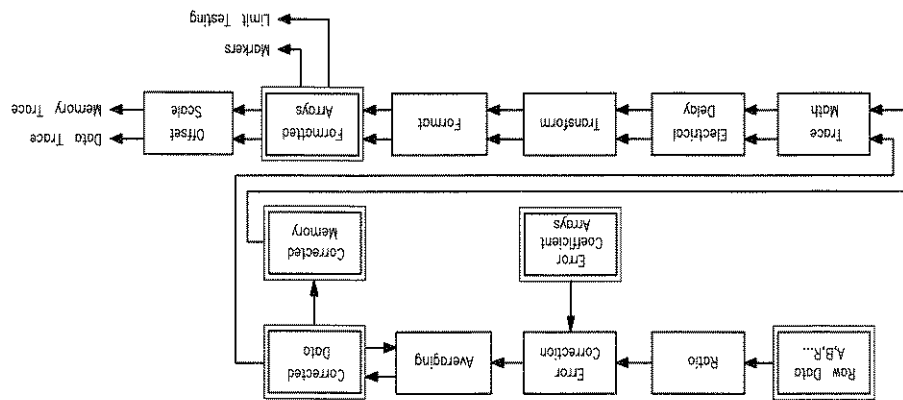 Raw Data
A,B,R...
Ratio
Error
Correction
Averaging
Corrected
Data
Error
Coefficient
Arrays
Corrected
Memory
Trace
Math
Electrical
Delay
Transform
Format
Formatted
Arrays
Offset
Scale
Data Trace
Memory Trace
Markers
Limit Testing